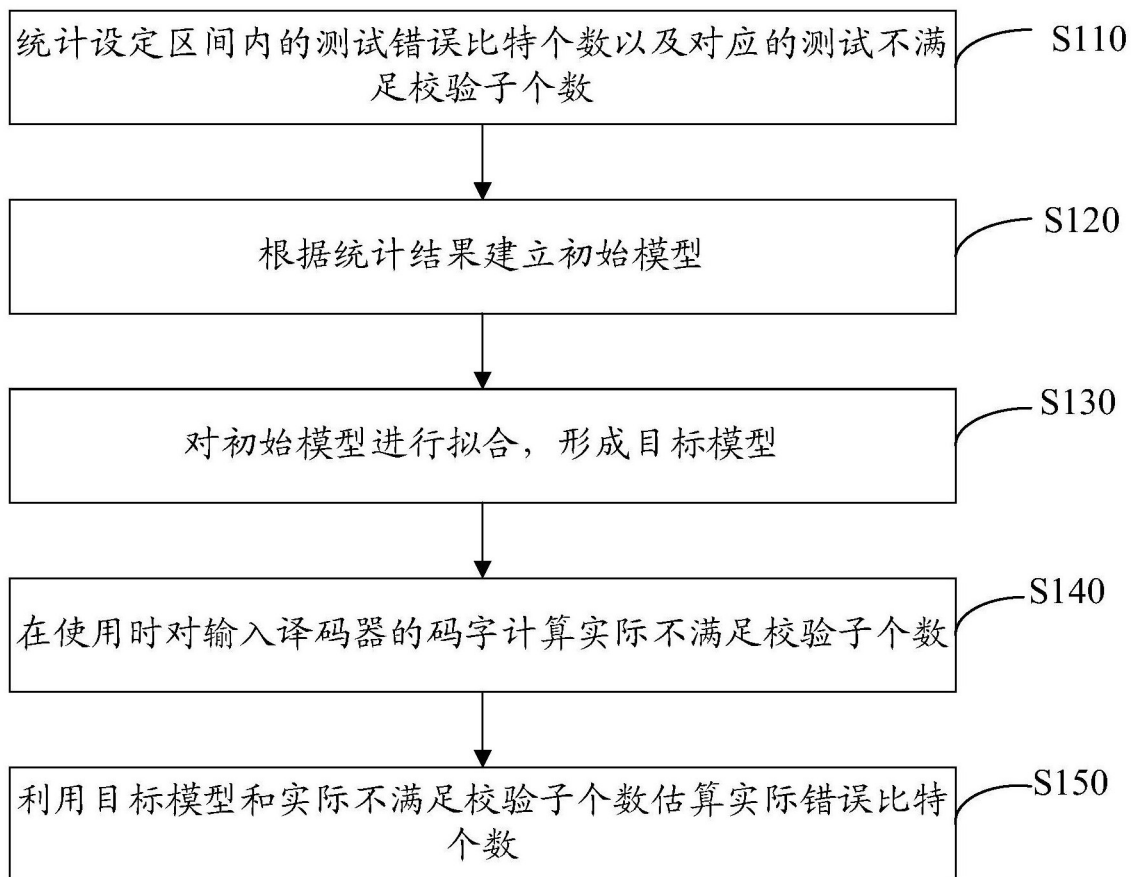 统计设定区间内的测试错误比特个数以及对应的测试不满
足校验子个数
S110
根据统计结果建立初始模型
S120
对初始模型进行拟合，形成目标模型
S130
在使用时对输入译码器的码字计算实际不满足校验子个数
S140
利用目标模型和实际不满足校验子个数估算实际错误比特
个数
S150